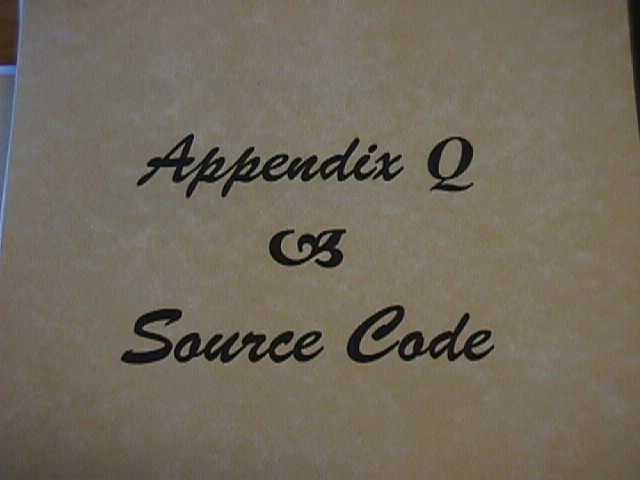 Appendix Q
Source Code